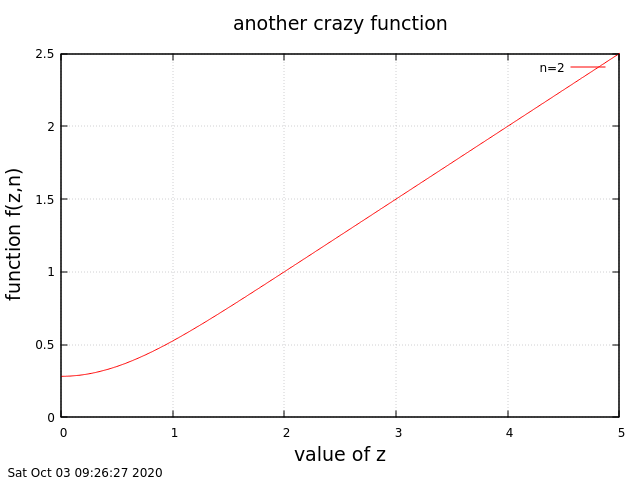 another crazy function
2.5
n=2
2
1.5
function f(z,n)
1
0.5
0
0 1 2 3 4 5
value of z
Sat Oct 03 09:26:27 2020